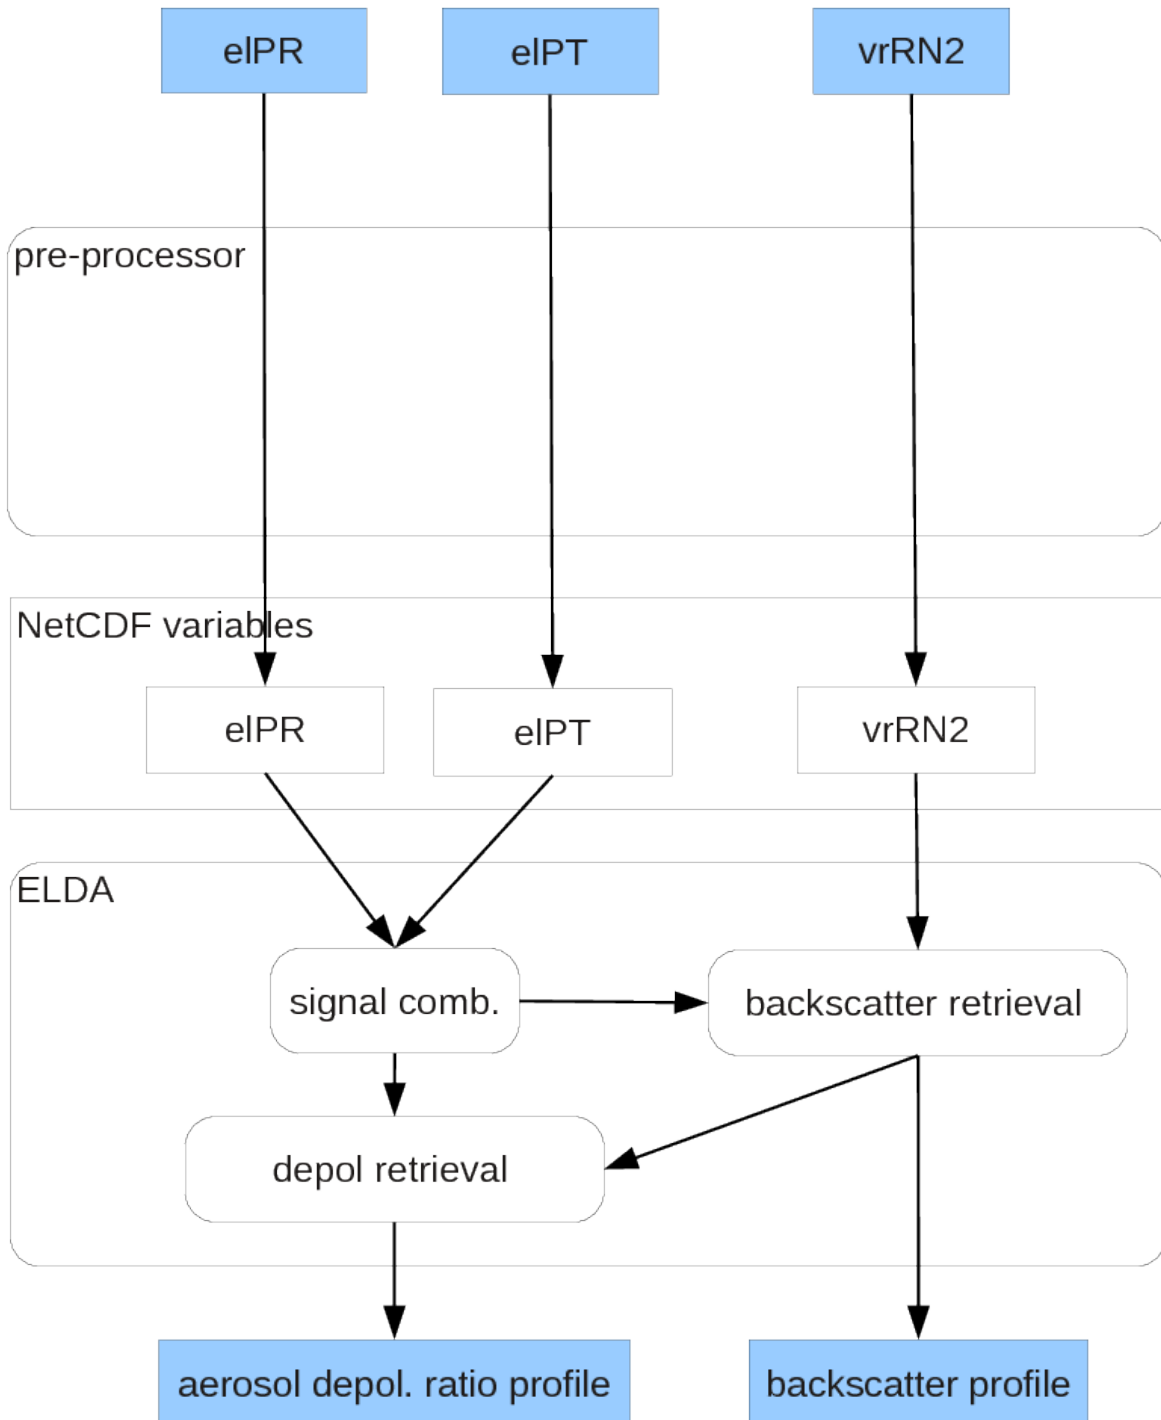 elPR
elPT
vrRN2
pre-processor
NetCDF variables
elPR
elPT
vrRN2
ELDA
signal comb.
backscatter retrieval
depol retrieval
aerosol depol. ratio profile
backscatter profile